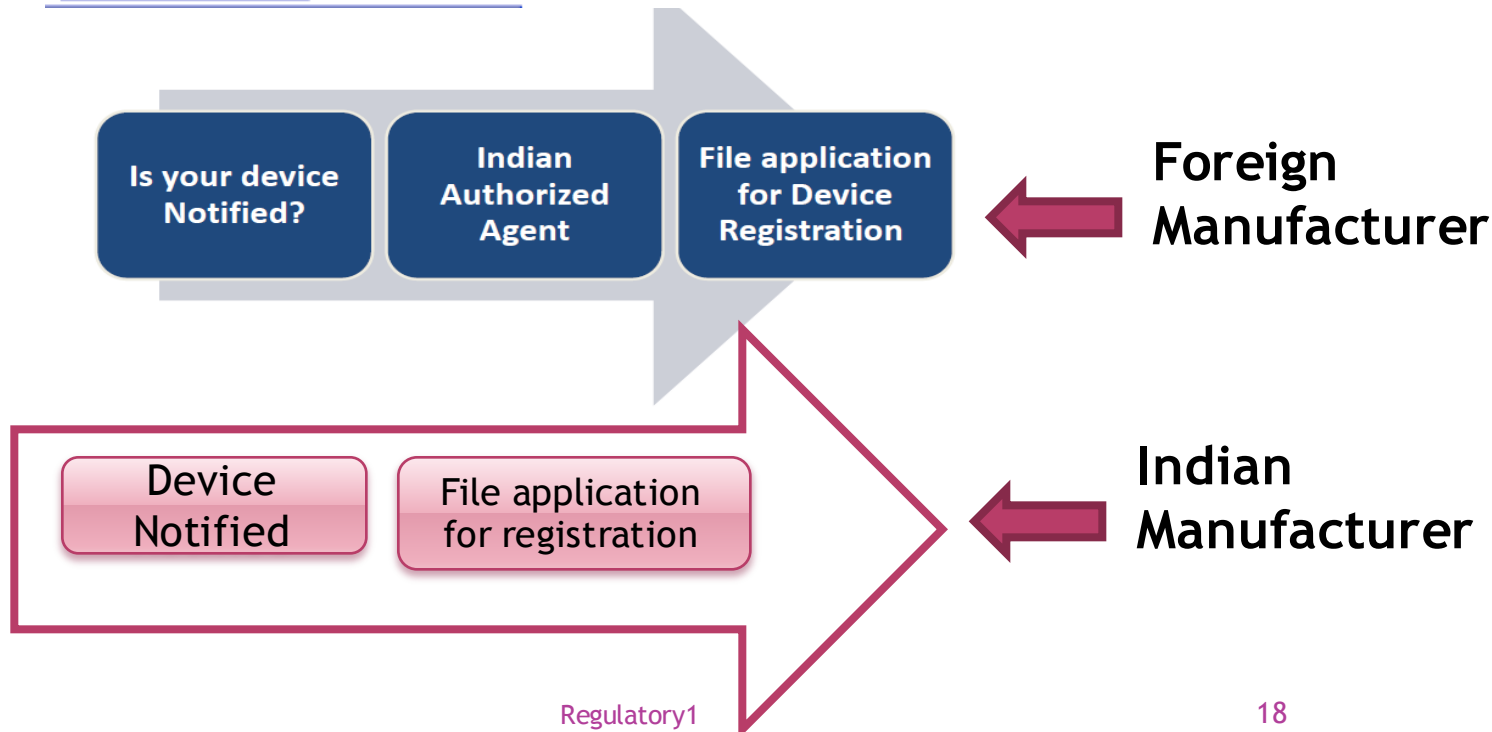 Is your device
Notified?
Indian
Authorized
Agent
File application
for Device
Registration
Foreign
Manufacturer
Device
Notified
File application
for registration
Indian
Manufacturer
Regulatory1
18